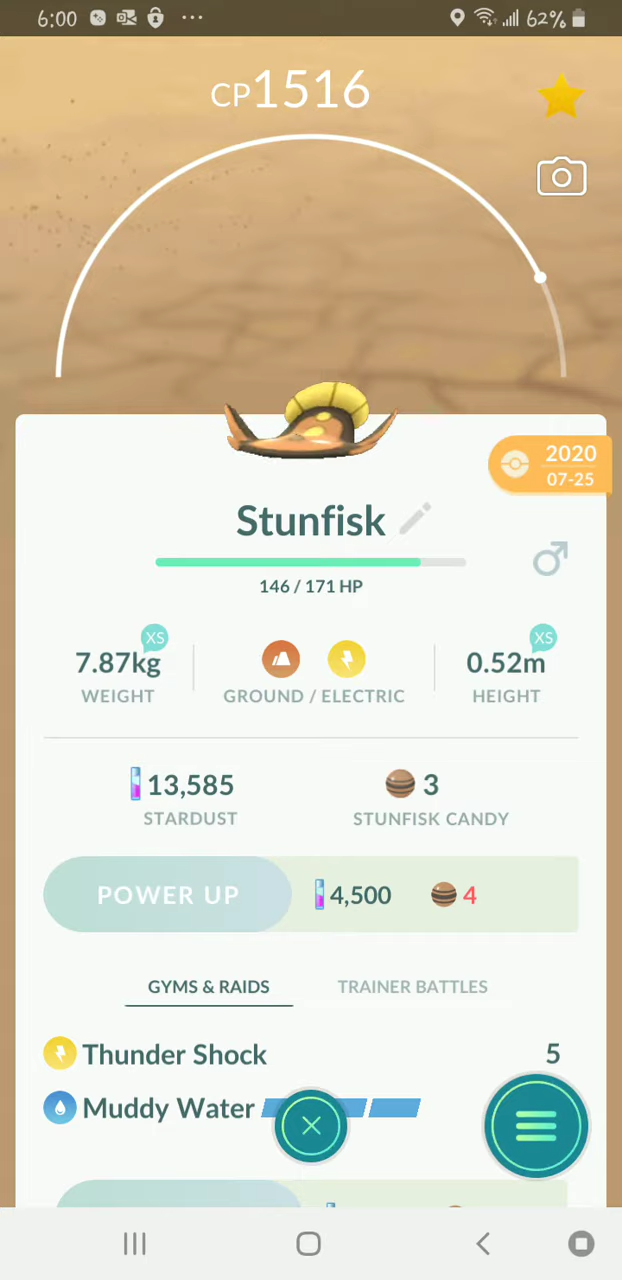 6:00 62%
CP1516
2020
07-25
Stunfisk
146 / 171 HP
XS XS
7.87kg 0.52m
WEIGHT GROUND / ELECTRIC HEIGHT
13,585 3
STARDUST STUNFISK CANDY
POWER UP 4,500 4
GYMS & RAIDS TRAINER BATTLES
Thunder Shock 5
Muddy Water